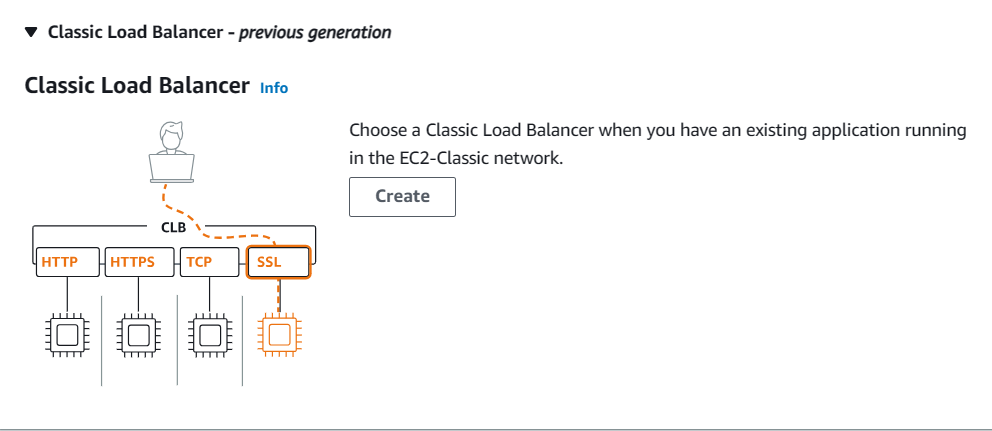 Classic Load Balancer - previous generation
Classic Load Balancer Info
Choose a Classic Load Balancer when you have an existing application running
in the EC2-Classic network.
Create
CLB
HTTP HTTPS TCP SSL